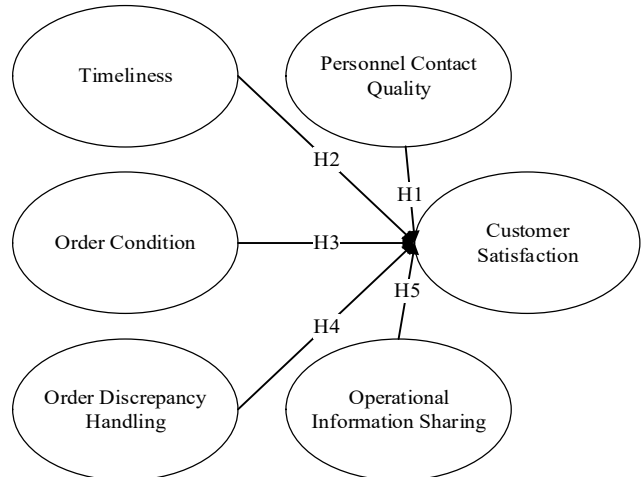 Timeliness
Personnel Contact
Quality
H2
H1
Order Condition
H3
Customer
Satisfaction
H5
H4
Order Discrepancy
Handling
Operational
Information Sharing